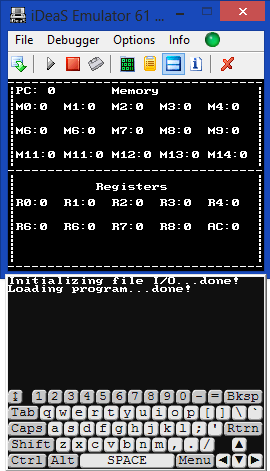 iDeaS Emulator 61 ...
File Debugger Options Info
PC: 0 Memory
M0:0 M1:0 M2:0 M3:0 M4:0
M6:0 M6:0 M7:0 M8:0 M9:0
M11:0 M11:0 M12:0 M13:0 M14:0
Registers
R0:0 R1:0 R2:0 R3:0 R4:0
R6:0 R6:0 R7:0 R8:0 AC:0
Initializing file I/O...done!
Loading program...done!
1 2 3 4 5 6 7 8 9 0 - = Bksp
Tab q w e r t y u i o p [ ] \ `
Caps a s d f g h j k l ; ' Rtrn
Shift z x c v b n m , . / ▲
Ctrl Alt SPACE Menu ◀ ▼ ▶